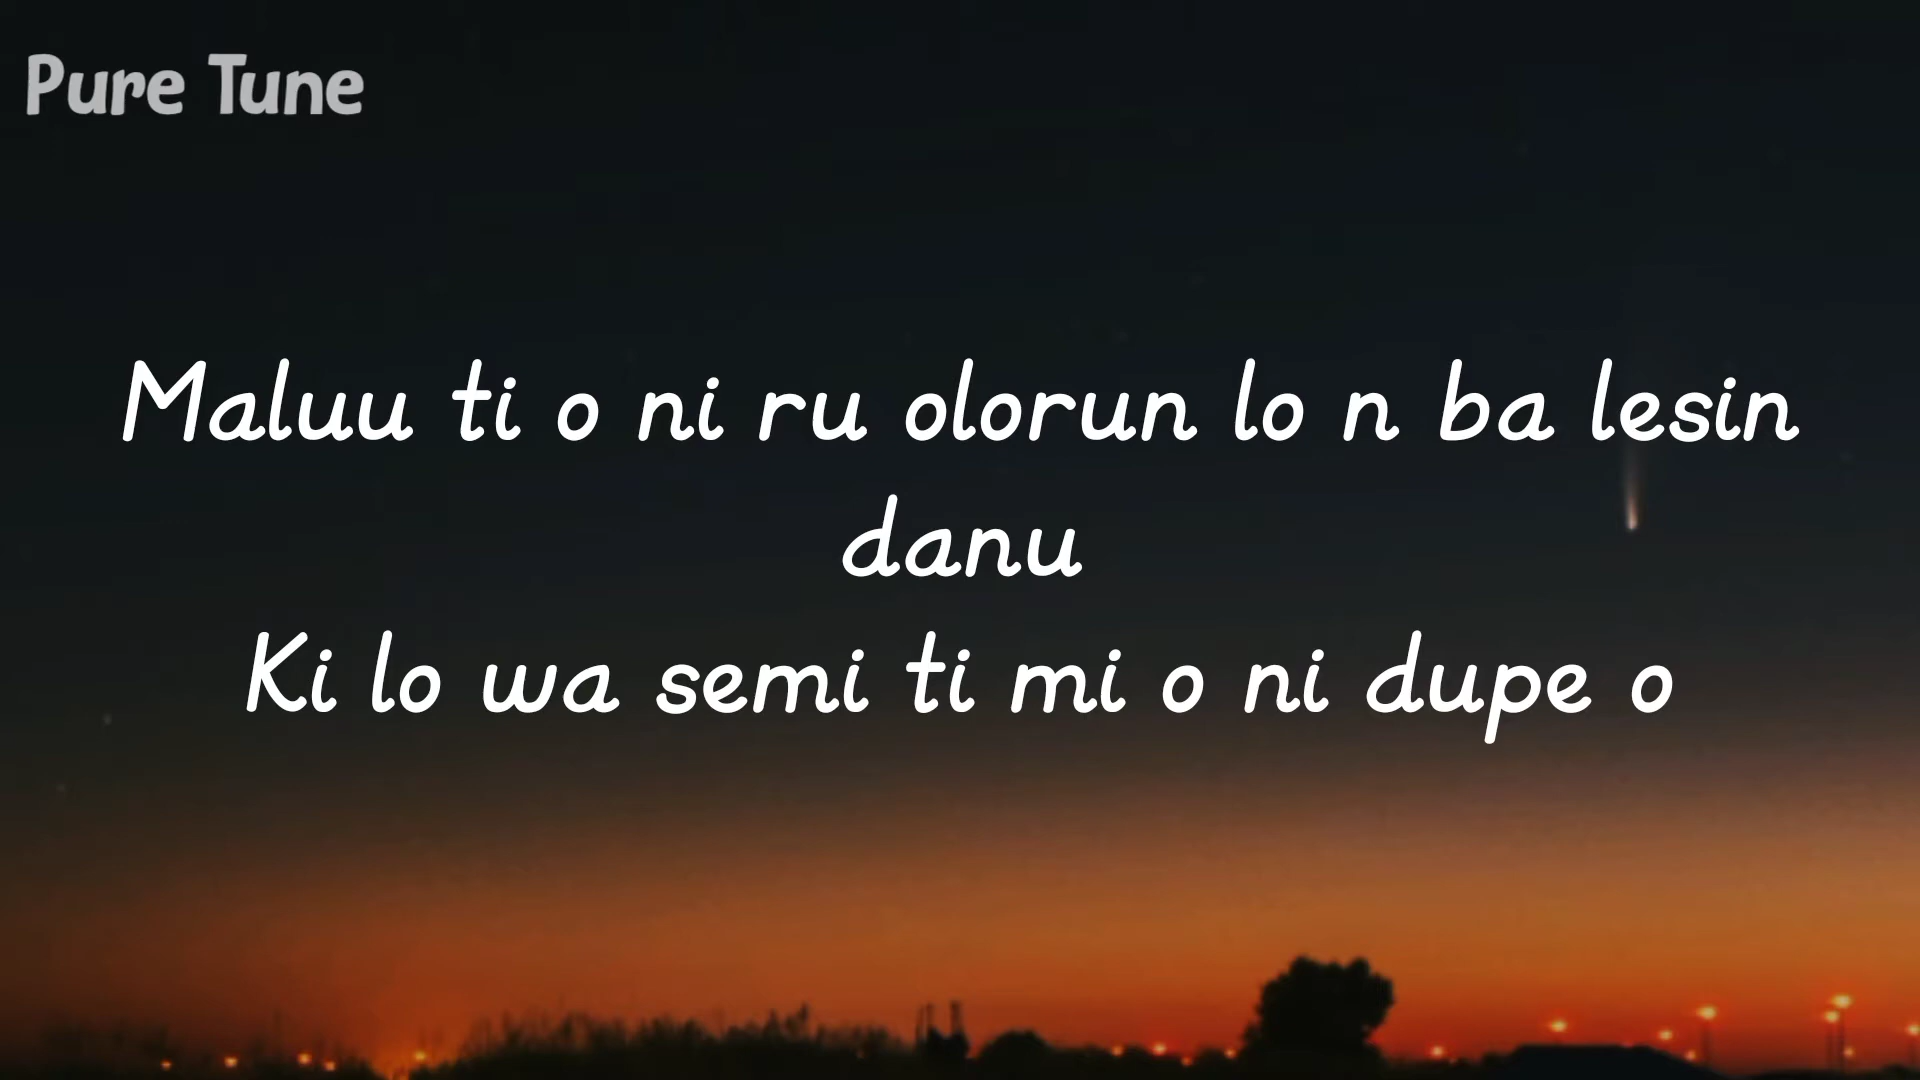 Pure Tune
Maluu ti o ni ru olorun lo n ba lesin
danu
Ki lo wa semi ti mi o ni dupe o